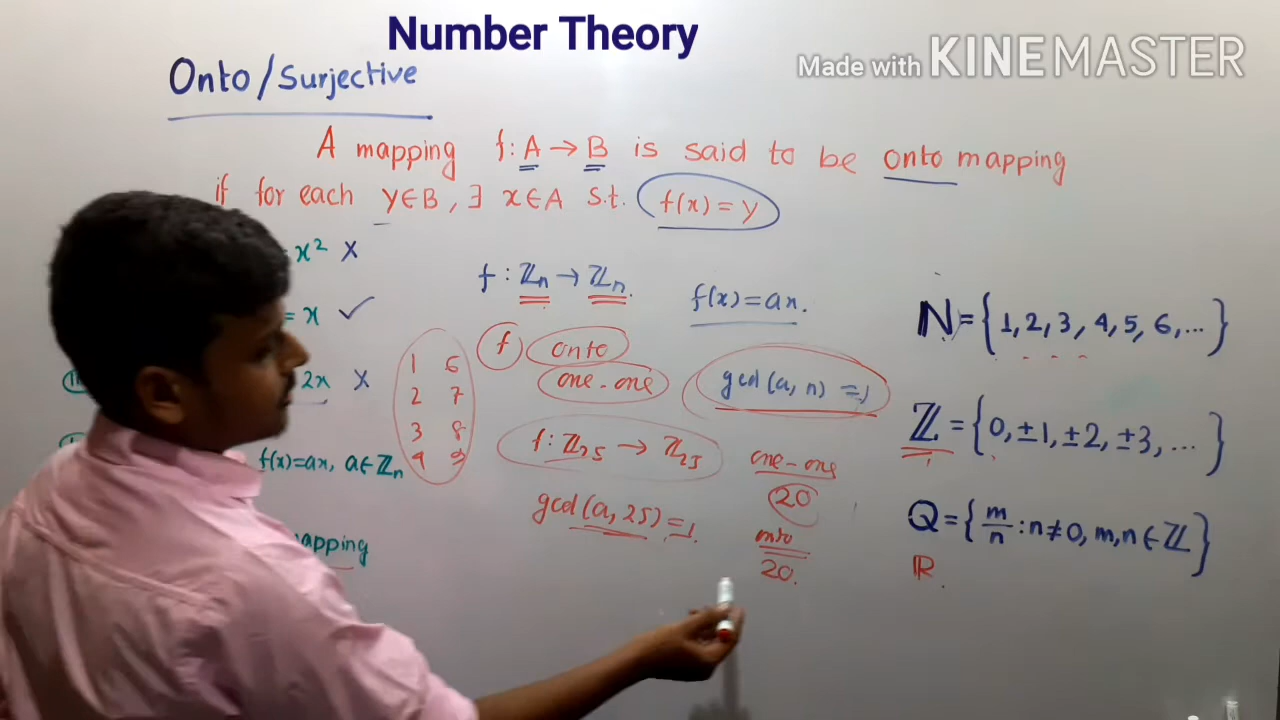 Number Theory
Made with KINEMASTER
Onto/Surjective
A mapping f: A → B is said to be onto mapping
if for each y∈B, ∃ x∈A s.t. f(x) = y
= x² X
= x ✓
2x X
f(x)=ax, a∈ℤn
mapping
f : ℤn → ℤn.
f(x)=ax.
f onto
one-one
gcd(a, n) = 1
1 6
2 7
3 8
4 9
f: ℤ25 → ℤ25
gcd(a, 25) = 1.
one-one
20
onto
20.
N = {1, 2, 3, 4, 5, 6, ...}
ℤ = {0, ±1, ±2, ±3, ...}
Q = {m/n : n≠0, m, n ∈ ℤ}
R.